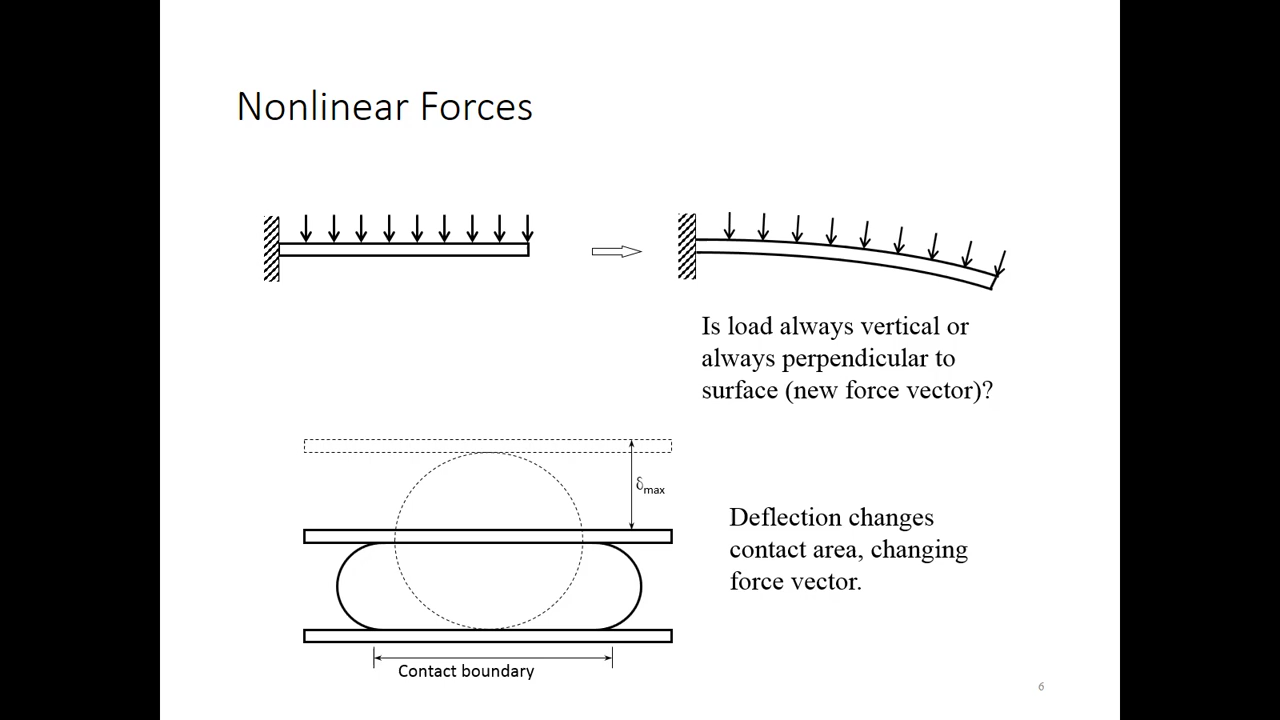 Nonlinear Forces
Is load always vertical or
always perpendicular to
surface (new force vector)?
δmax
Deflection changes
contact area, changing
force vector.
Contact boundary
6